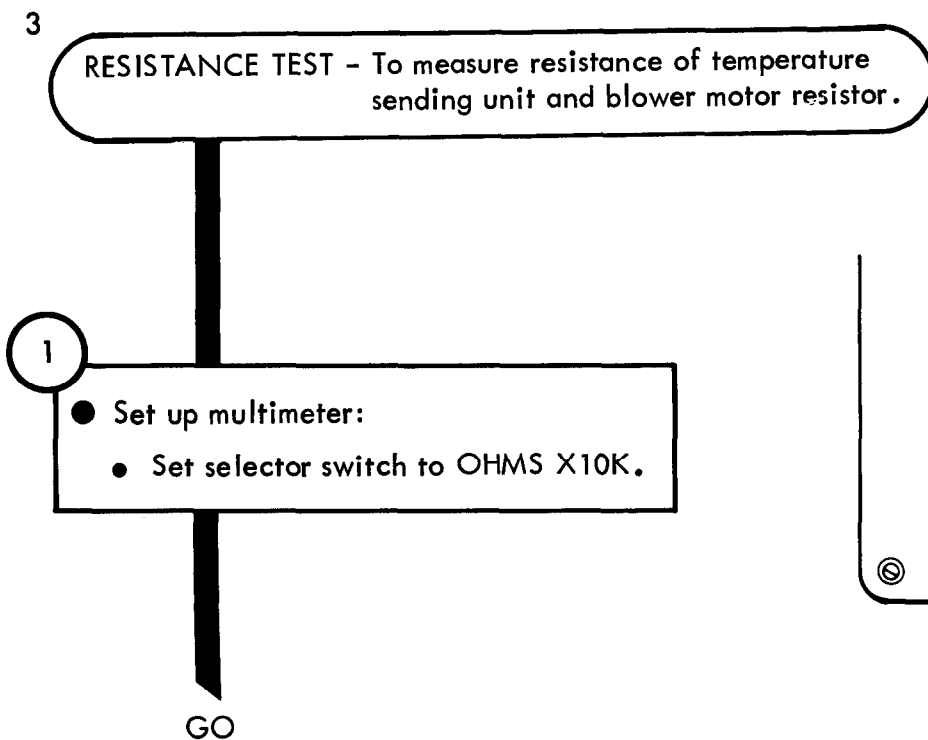 3
RESISTANCE TEST - To measure resistance of temperature
sending unit and blower motor resistor.
1
● Set up multimeter:
● Set selector switch to OHMS X10K.
GO